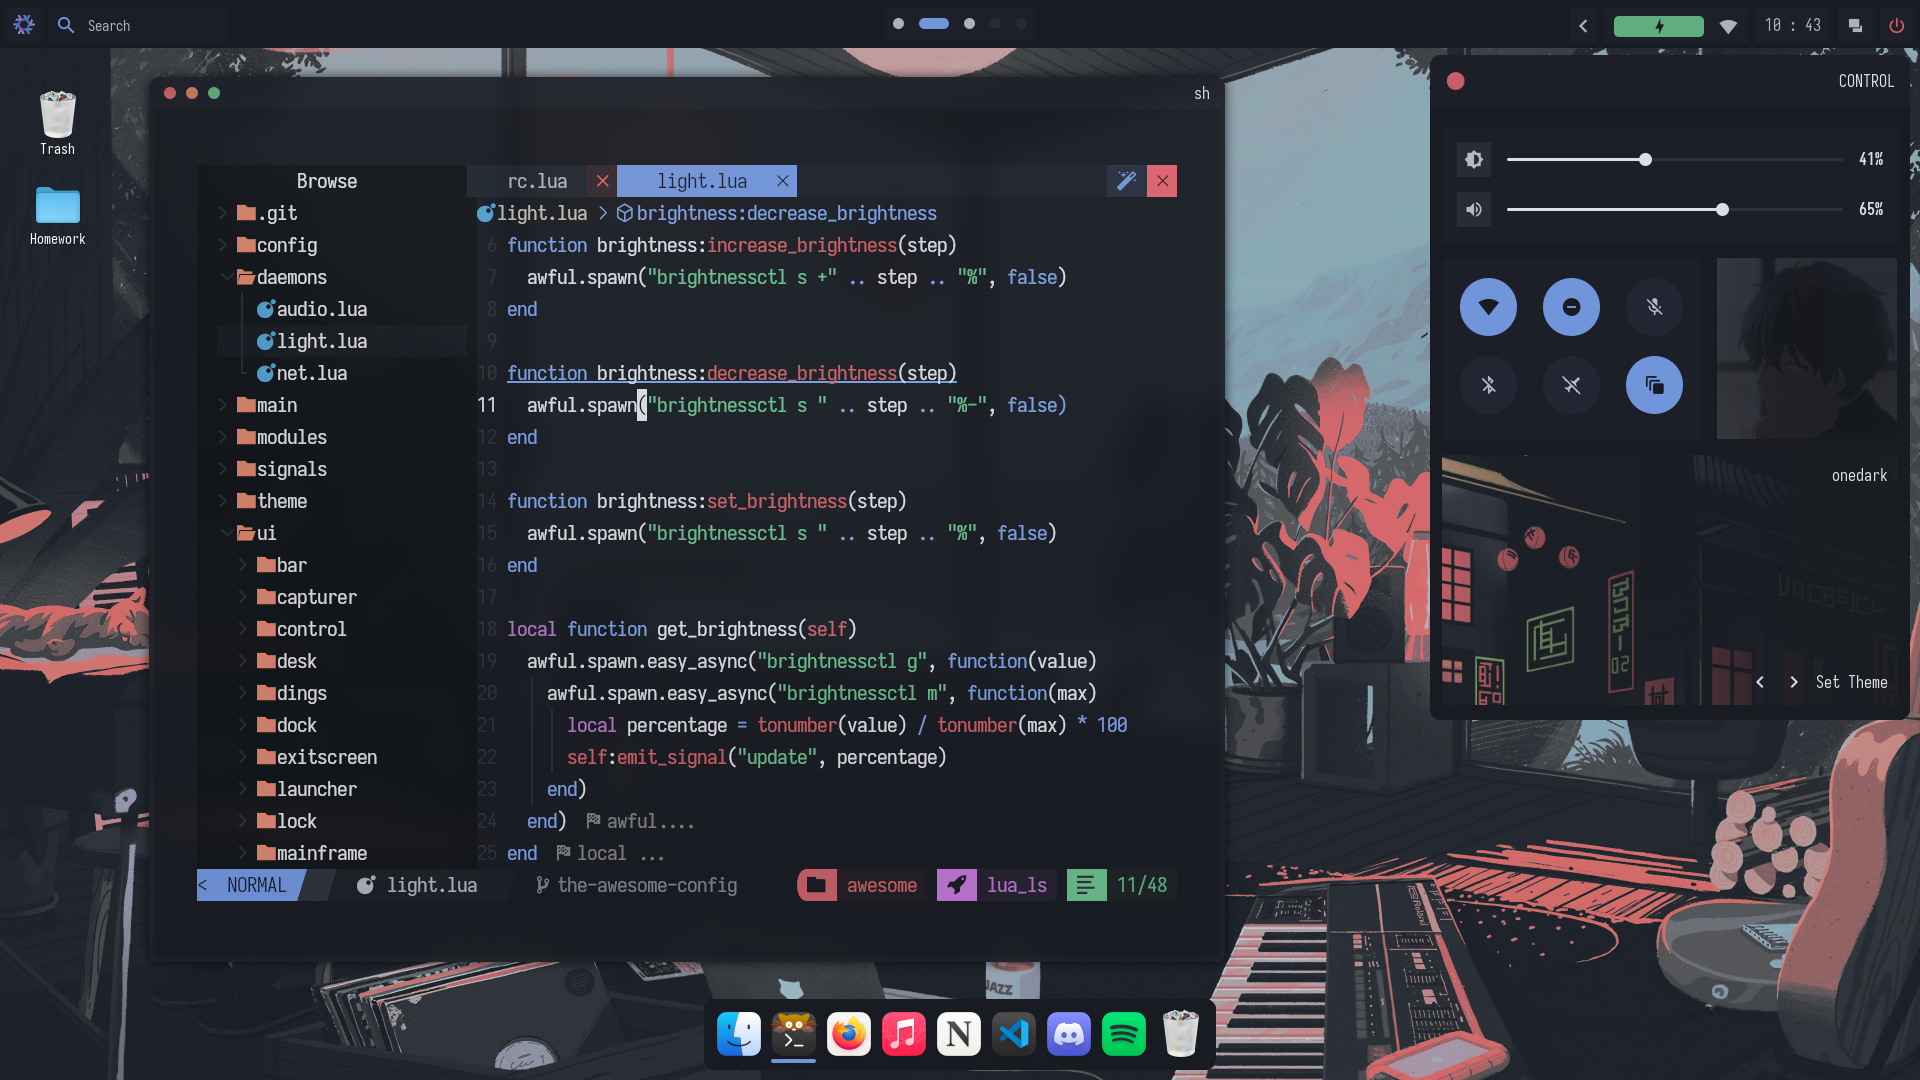 Search
10 : 43
Trash
Homework
sh
Browse
rc.lua
light.lua
.git
config
daemons
audio.lua
light.lua
net.lua
main
modules
signals
theme
ui
bar
capturer
control
desk
dings
dock
exitscreen
launcher
lock
mainframe
light.lua > brightness:decrease_brightness
6 function brightness:increase_brightness(step)
7 awful.spawn("brightnessctl s +" .. step .. "%", false)
8 end
9
10 function brightness:decrease_brightness(step)
11 awful.spawn("brightnessctl s " .. step .. "%-", false)
12 end
13
14 function brightness:set_brightness(step)
15 awful.spawn("brightnessctl s " .. step .. "%", false)
16 end
17
18 local function get_brightness(self)
19 awful.spawn.easy_async("brightnessctl g", function(value)
20 awful.spawn.easy_async("brightnessctl m", function(max)
21 local percentage = tonumber(value) / tonumber(max) * 100
22 self:emit_signal("update", percentage)
23 end)
24 end) awful....
25 end local ...
< NORMAL light.lua the-awesome-config awesome lua_ls 11/48
CONTROL
41%
65%
onedark
Set Theme
Roland
JAZZ
N